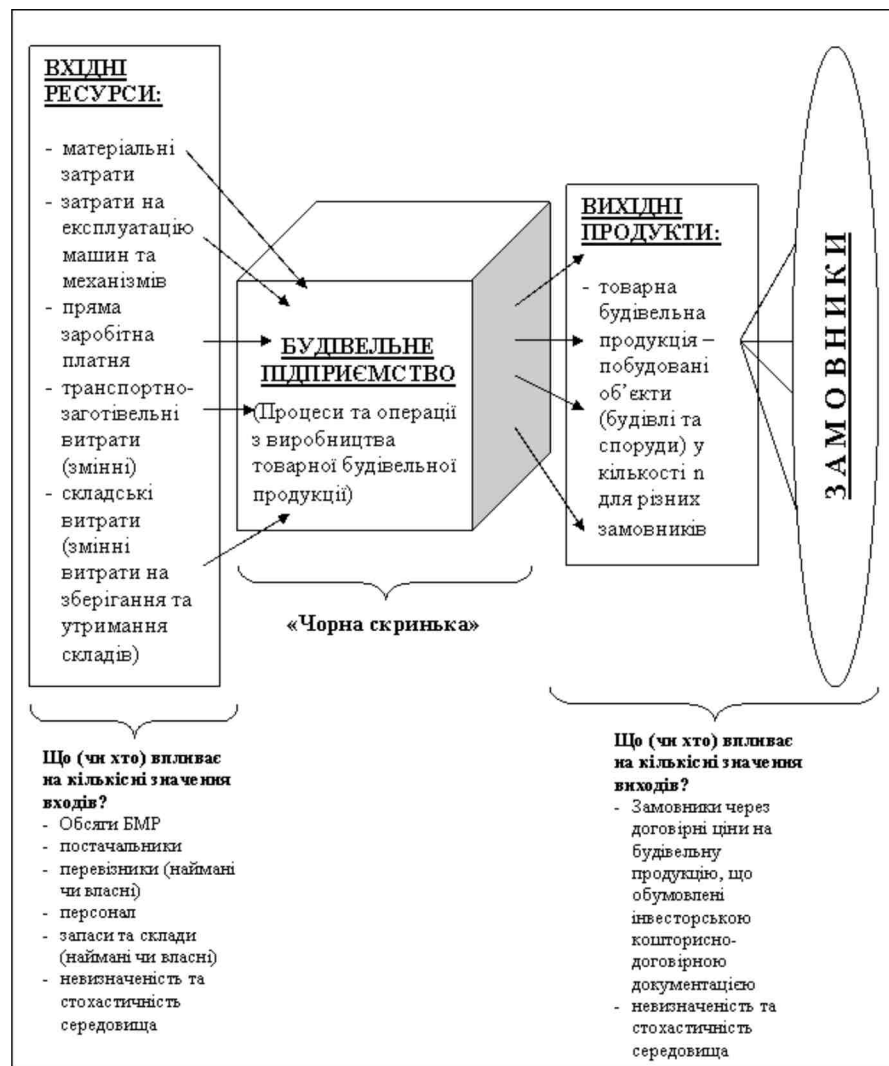 ВХІДНІ
РЕСУРСИ:
- матеріальні
затрати
- затрати на
експлуатацію
машин та
механізмів
- пряма
заробітна
платня
- транспортно-
заготівельні
витрати
(змінні)
- складські
витрати
(змінні
витрати на
зберігання та
утримання
складів)
БУДІВЕЛЬНЕ
ПІДПРИЄМСТВО
(Процеси та операції
з виробництва
товарної будівельної
продукції)
«Чорна скринька»
ВИХІДНІ
ПРОДУКТИ:
- товарна
будівельна
продукція –
побудовані
об’єкти
(будівлі та
споруди) у
кількості n
для різних
замовників
ЗАМОВНИКИ
Що (чи хто) впливає
на кількісні значення
входів?
- Обсяги БМР
- постачальники
- перевізники (наймані
чи власні)
- персонал
- запаси та склади
(наймані чи власні)
- невизначеність та
стохастичність
середовища
Що (чи хто) впливає
на кількісні значення
виходів?
- Замовники через
договірні ціни на
будівельну
продукцію, що
обумовлені
інвесторською
кошторисно-
договірною
документацією
- невизначеність та
стохастичність
середовища